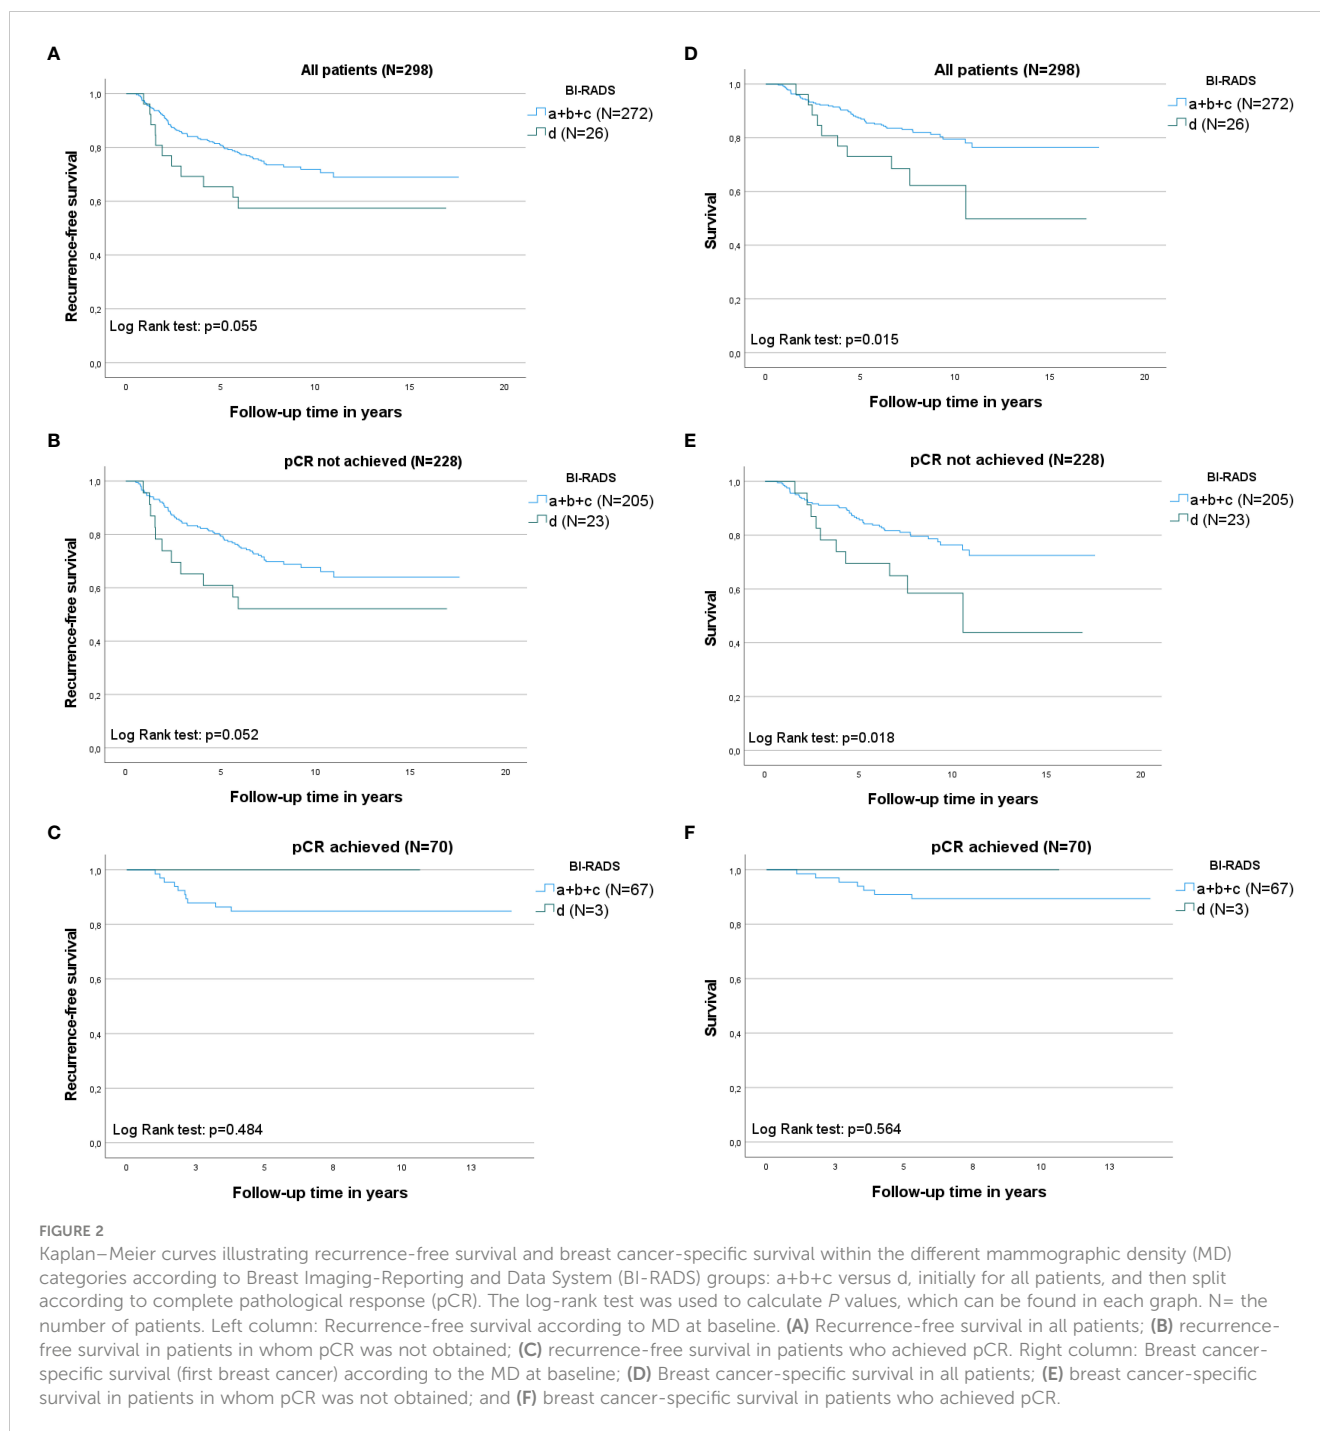 A
All patients (N=298)
BI-RADS
a+b+c (N=272)
d (N=26)
Recurrence-free survival
1,0
0,8
0,6
0,4
0,2
0,0
Log Rank test: p=0.055
0 5 10 15 20
Follow-up time in years
D
All patients (N=298)
BI-RADS
a+b+c (N=272)
d (N=26)
Survival
1,0
0,8
0,6
0,4
0,2
0,0
Log Rank test: p=0.015
0 5 10 15 20
Follow-up time in years
B
pCR not achieved (N=228)
BI-RADS
a+b+c (N=205)
d (N=23)
Recurrence-free survival
1,0
0,8
0,6
0,4
0,2
0,0
Log Rank test: p=0.052
0 5 10 15 20
Follow-up time in years
E
pCR not achieved (N=228)
BI-RADS
a+b+c (N=205)
d (N=23)
Survival
1,0
0,8
0,6
0,4
0,2
0,0
Log Rank test: p=0.018
0 5 10 15 20
Follow-up time in years
C
pCR achieved (N=70)
BI-RADS
a+b+c (N=67)
d (N=3)
Recurrence-free survival
1,0
0,8
0,6
0,4
0,2
0,0
Log Rank test: p=0.484
0 3 5 8 10 13
Follow-up time in years
F
pCR achieved (N=70)
BI-RADS
a+b+c (N=67)
d (N=3)
Survival
1,0
0,8
0,6
0,4
0,2
0,0
Log Rank test: p=0.564
0 3 5 8 10 13
Follow-up time in years
FIGURE 2
Kaplan–Meier curves illustrating recurrence-free survival and breast cancer-specific survival within the different mammographic density (MD)
categories according to Breast Imaging-Reporting and Data System (BI-RADS) groups: a+b+c versus d, initially for all patients, and then split
according to complete pathological response (pCR). The log-rank test was used to calculate P values, which can be found in each graph. N= the
number of patients. Left column: Recurrence-free survival according to MD at baseline. (A) Recurrence-free survival in all patients; (B) recurrence-
free survival in patients in whom pCR was not obtained; (C) recurrence-free survival in patients who achieved pCR. Right column: Breast cancer-
specific survival (first breast cancer) according to the MD at baseline; (D) Breast cancer-specific survival in all patients; (E) breast cancer-specific
survival in patients in whom pCR was not obtained; and (F) breast cancer-specific survival in patients who achieved pCR.